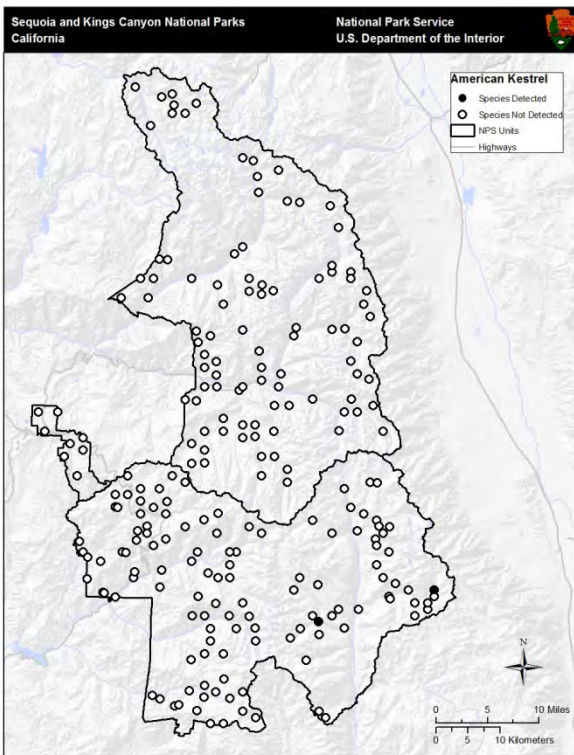 Sequoia and Kings Canyon National Parks
California
National Park Service
U.S. Department of the Interior
American Kestrel
Species Detected
Species Not Detected
NPS Units
Highways
N
0 5 10 Miles
0 5 10 Kilometers